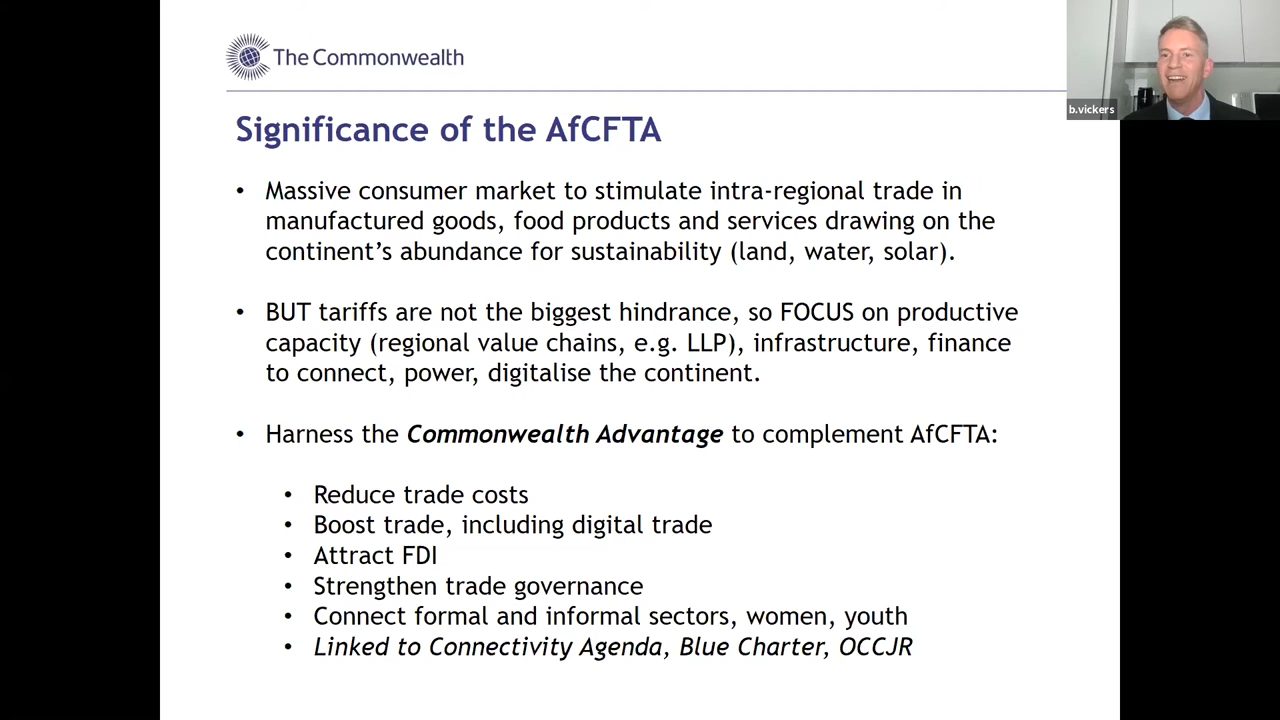 The Commonwealth
b.vickers
Significance of the AfCFTA
• Massive consumer market to stimulate intra-regional trade in
manufactured goods, food products and services drawing on the
continent’s abundance for sustainability (land, water, solar).
• BUT tariffs are not the biggest hindrance, so FOCUS on productive
capacity (regional value chains, e.g. LLP), infrastructure, finance
to connect, power, digitalise the continent.
• Harness the Commonwealth Advantage to complement AfCFTA:
• Reduce trade costs
• Boost trade, including digital trade
• Attract FDI
• Strengthen trade governance
• Connect formal and informal sectors, women, youth
• Linked to Connectivity Agenda, Blue Charter, OCCJR